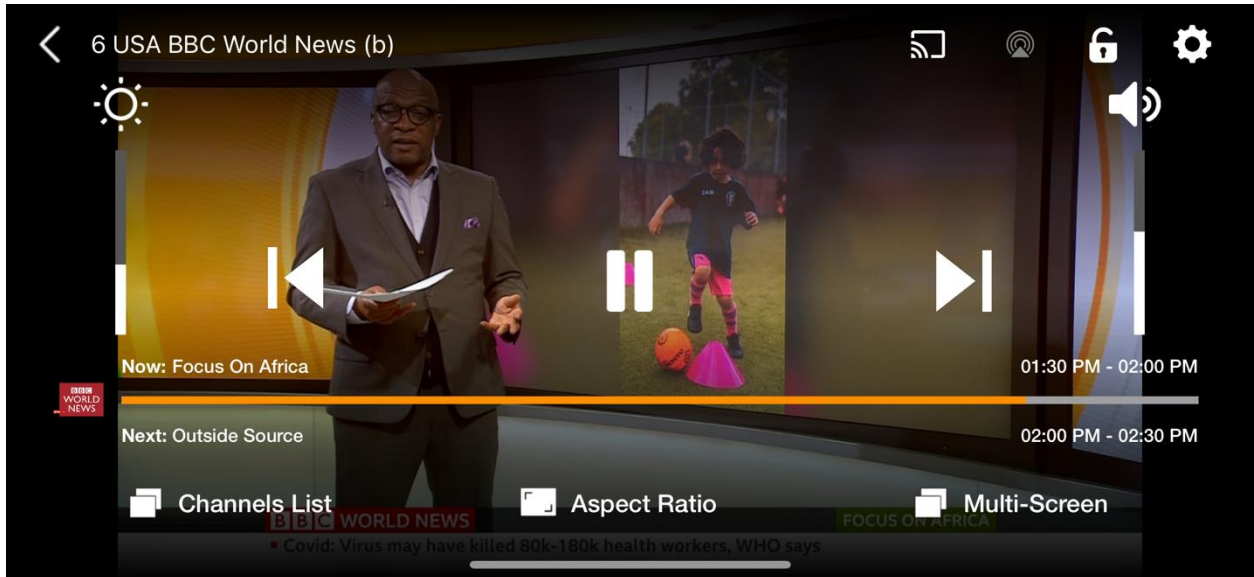 6 USA BBC World News (b)
Now: Focus On Africa
01:30 PM - 02:00 PM
BBC
WORLD
NEWS
Next: Outside Source
02:00 PM - 02:30 PM
Channels List
Aspect Ratio
Multi-Screen
BBC WORLD NEWS
FOCUS ON AFRICA
Covid: Virus may have killed 80k-180k health workers, WHO says